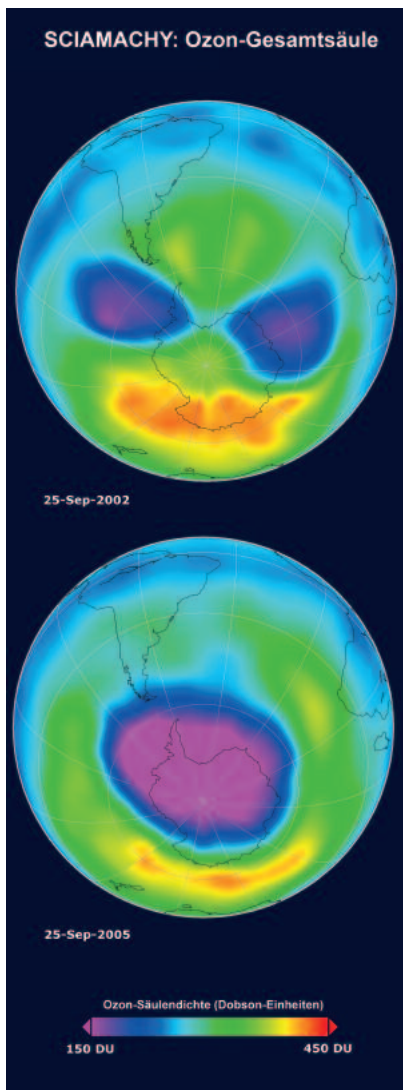 SCIAMACHY: Ozon-Gesamtsäule
25-Sep-2002
25-Sep-2005
Ozon-Säulendichte (Dobson-Einheiten)
150 DU 450 DU